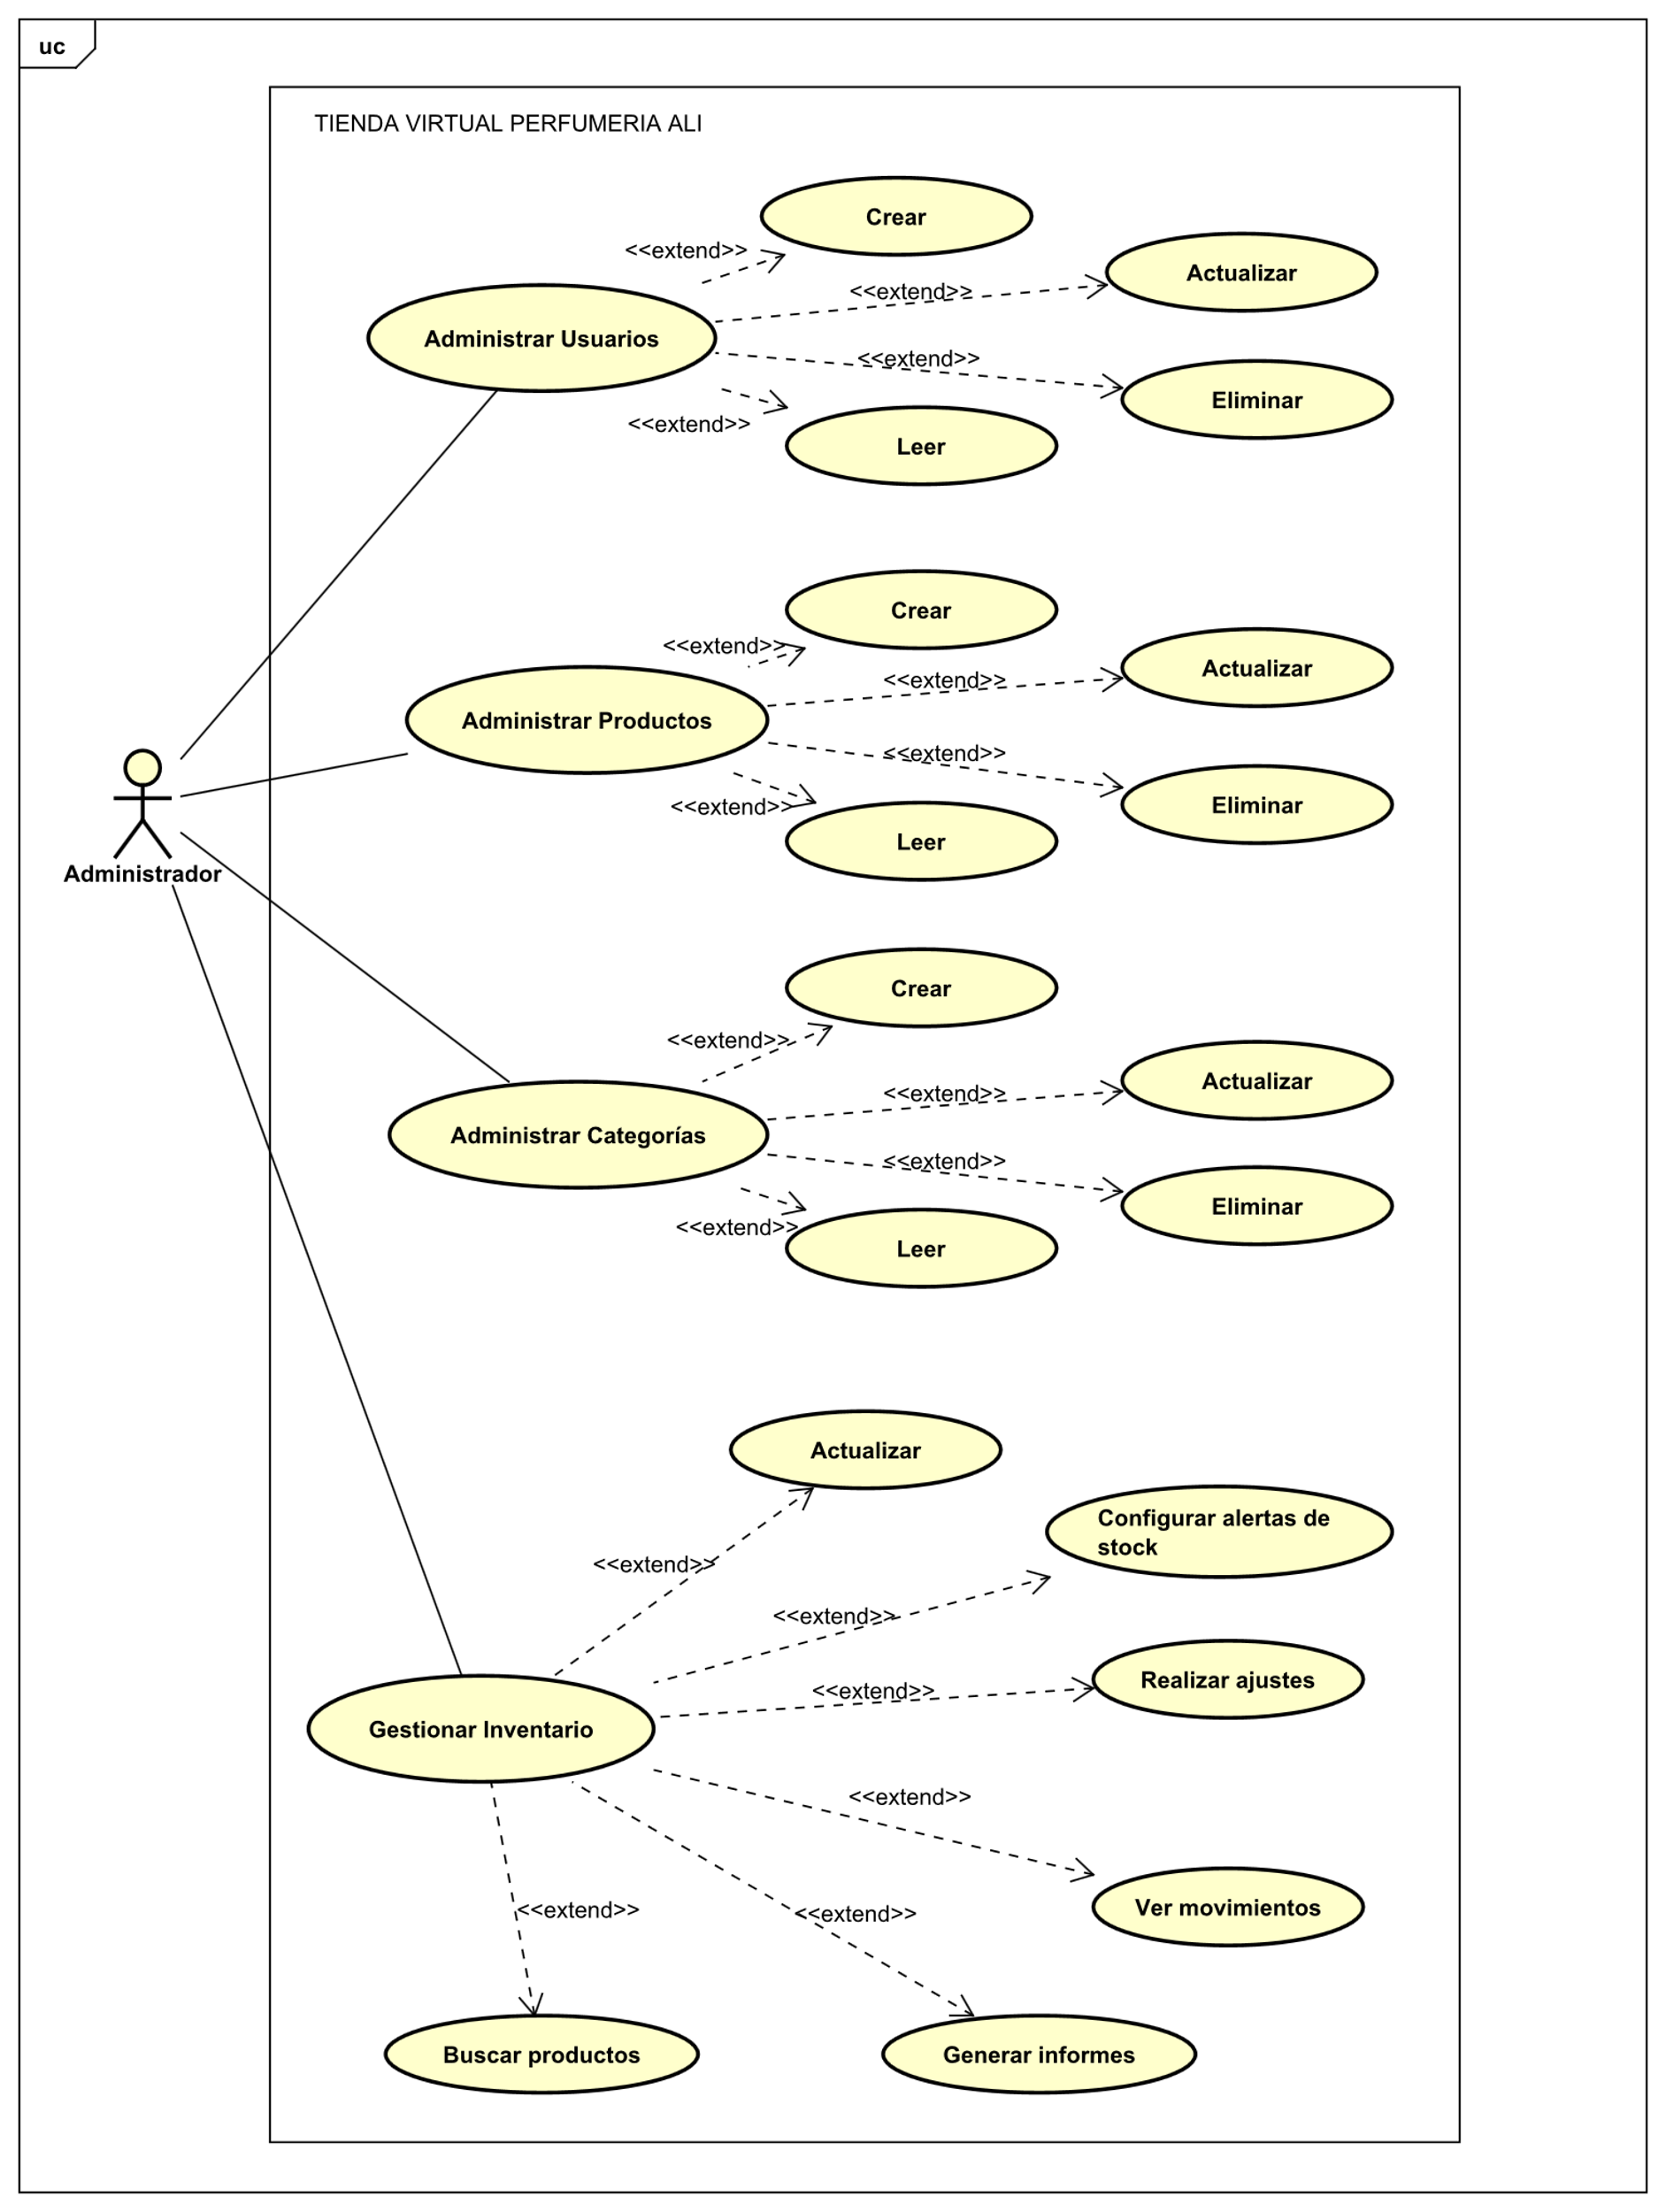 uc
TIENDA VIRTUAL PERFUMERIA ALI
Crear
<<extend>>
Actualizar
<<extend>>
Administrar Usuarios
<<extend>>
Eliminar
<<extend>>
Leer
Crear
<<extend>>
Actualizar
<<extend>>
Administrar Productos
<<extend>>
Eliminar
<<extend>>
Leer
Administrador
Crear
<<extend>>
Actualizar
<<extend>>
Administrar Categorías
<<extend>>
Eliminar
<<extend>>
Leer
Actualizar
Configurar alertas de
stock
<<extend>>
<<extend>>
Realizar ajustes
<<extend>>
Gestionar Inventario
<<extend>>
Ver movimientos
<<extend>>
<<extend>>
Buscar productos
Generar informes